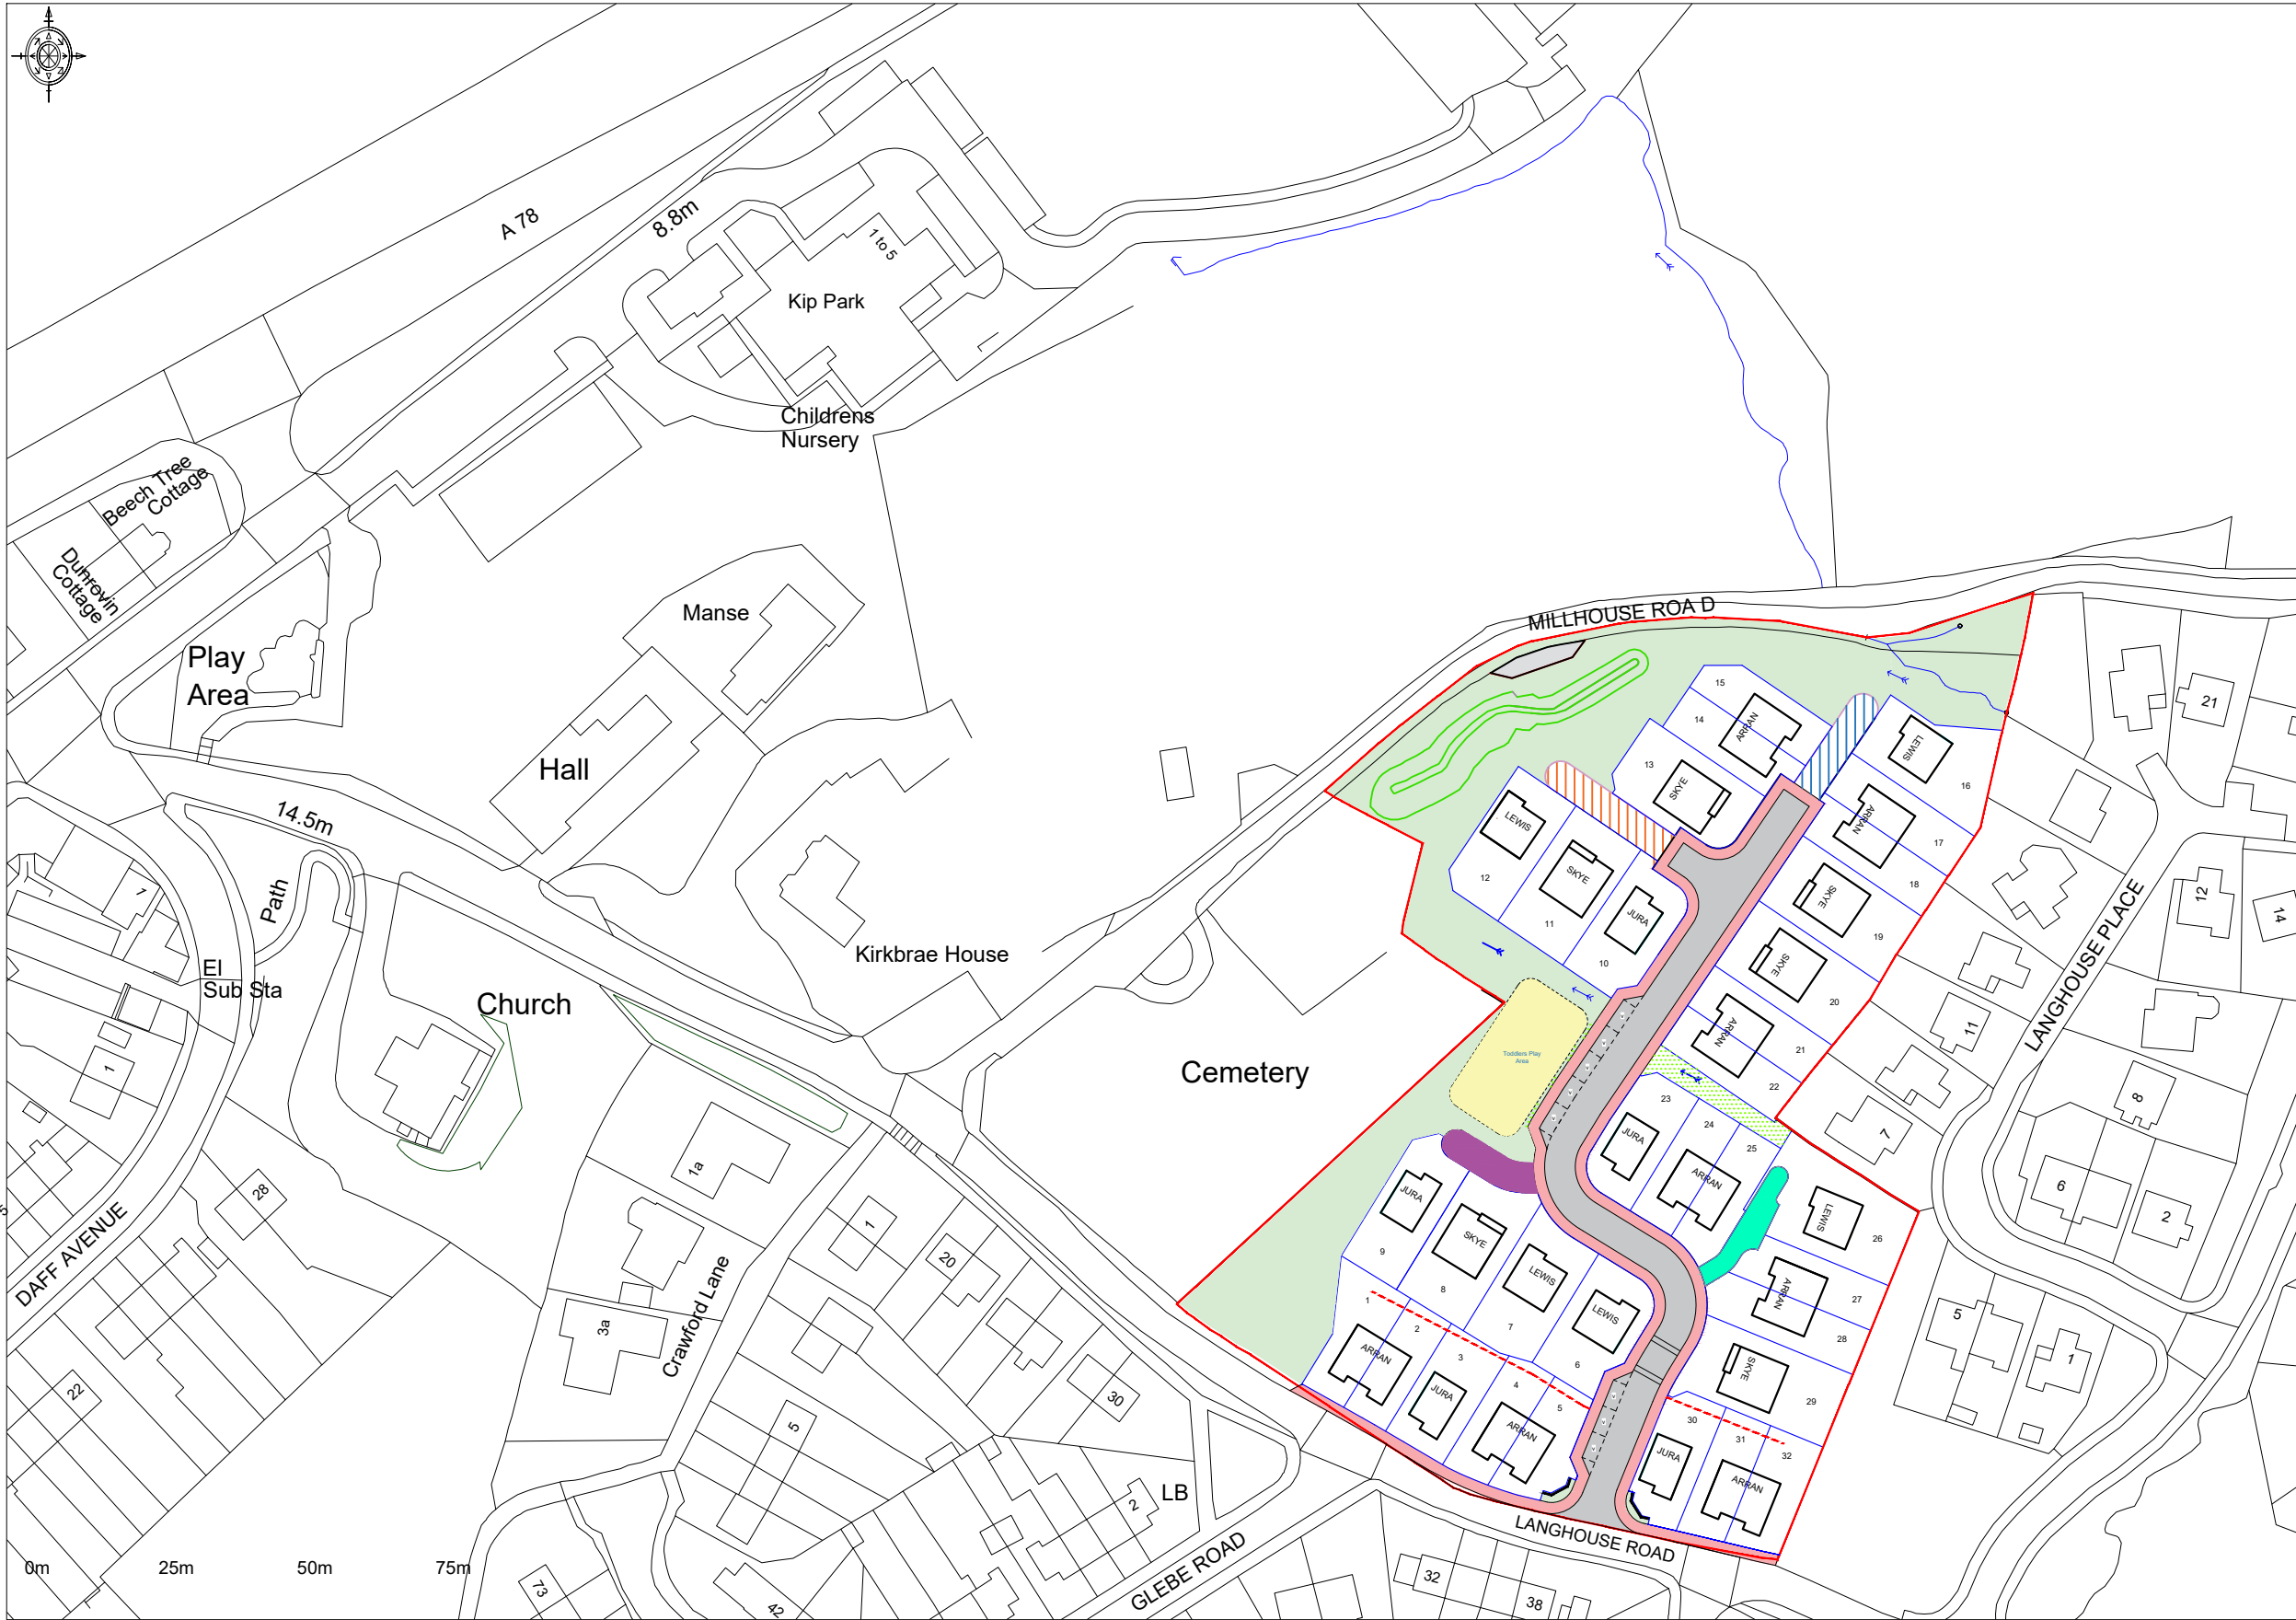 A 78
8.8m
1 to 5
Kip Park
Childrens
Nursery
Beech Tree
Cottage
Dunrovin
Cottage
Manse
Play
Area
Hall
14.5m
Path
El
Sub Sta
Church
Kirkbrae House
Cemetery
MILLHOUSE ROA D
15
14
ARRAN
13
SKYE
LEWIS
16
ARRAN
17
18
SKYE
19
SKYE
20
ARRAN
21
22
LEWIS
12
SKYE
11
JURA
10
Toddlers Play
Area
23
JURA
24
25
ARRAN
LEWIS
26
ARRAN
27
28
SKYE
29
30
JURA
31
32
ARRAN
JURA
9
SKYE
8
LEWIS
7
LEWIS
6
1
ARRAN
2
3
JURA
4
5
ARRAN
21
12
14
LANGHOUSE PLACE
11
7
8
6
2
5
1
7
1
28
DAFF AVENUE
22
1a
3a
Crawford Lane
1
20
30
5
2
LB
GLEBE ROAD
LANGHOUSE ROAD
32
38
73
42
0m
25m
50m
75m